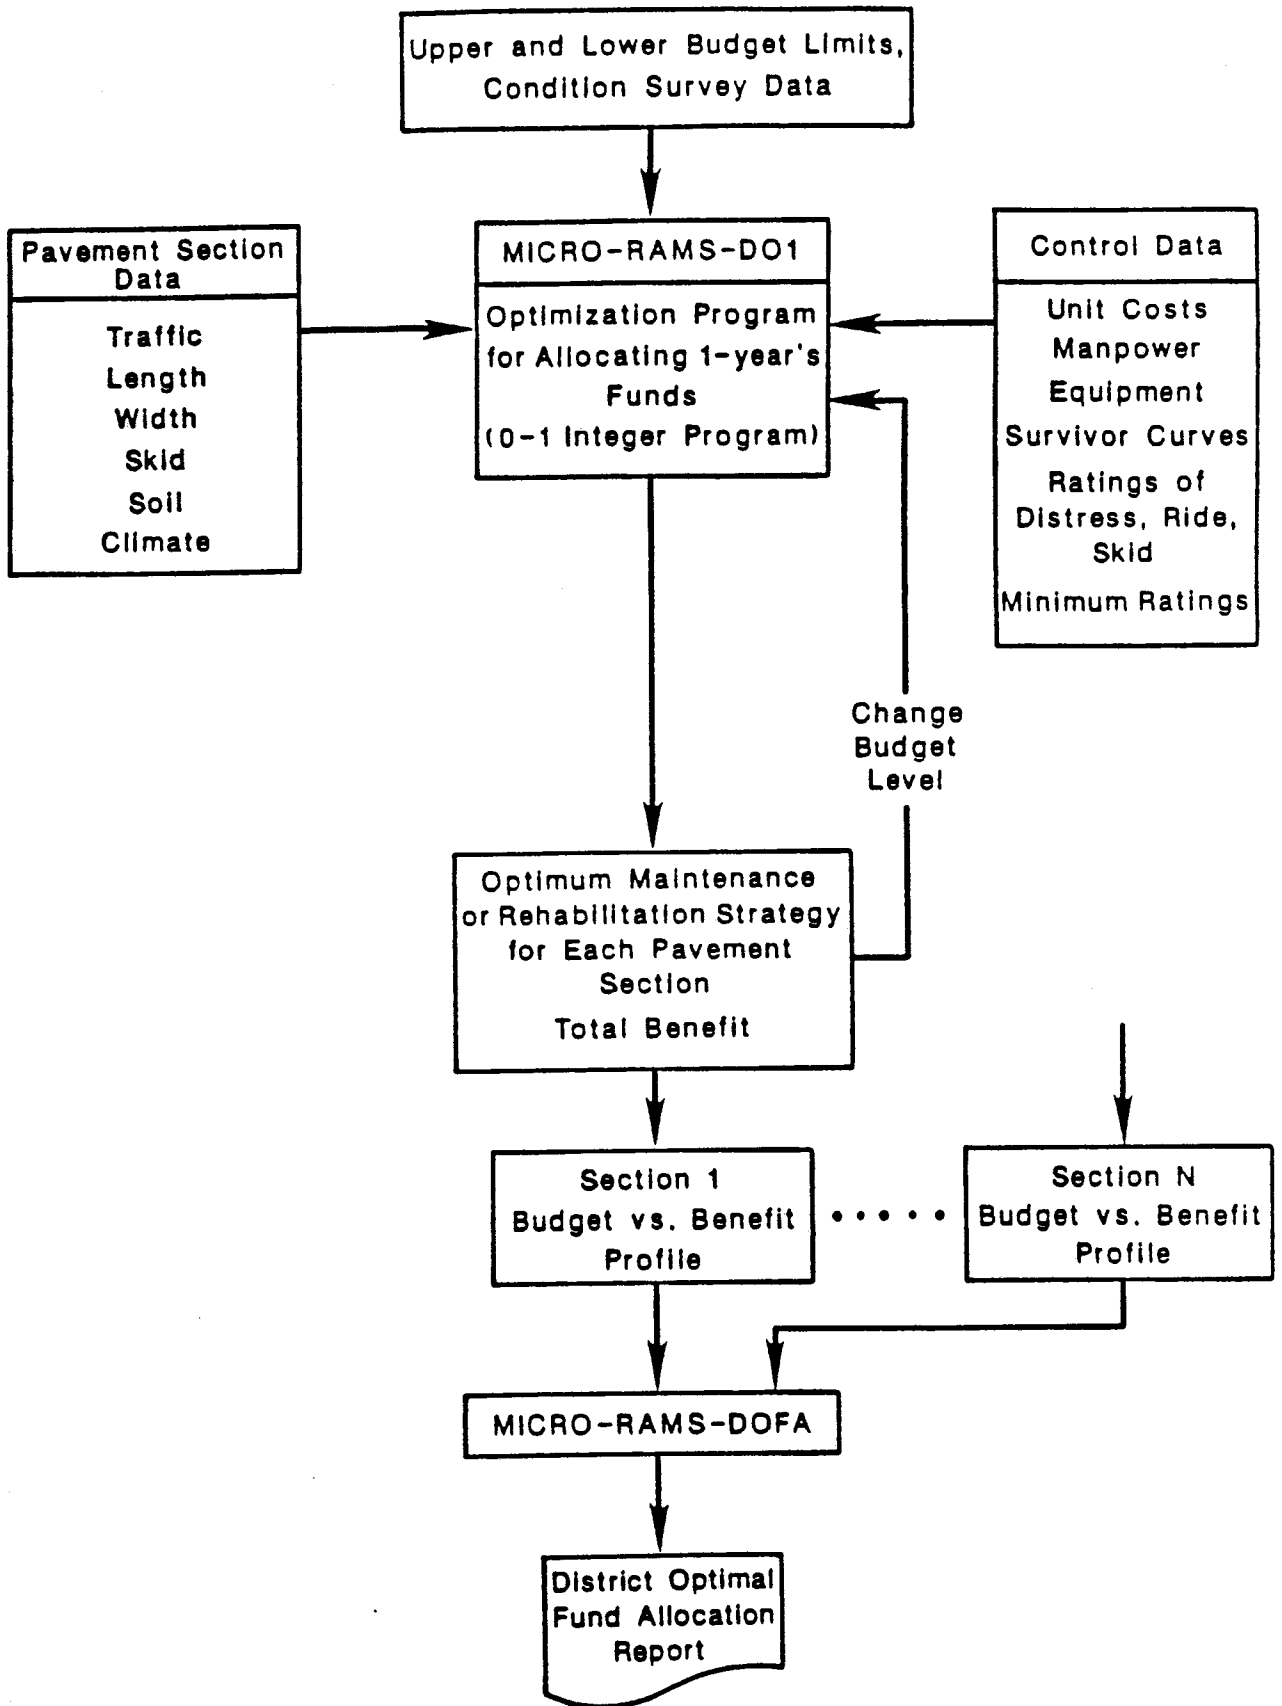 Upper and Lower Budget Limits,
Condition Survey Data
Pavement Section
Data
Traffic
Length
Width
Skid
Soil
Climate
MICRO-RAMS-DO1
Optimization Program
for Allocating 1-year's
Funds
(0-1 Integer Program)
Control Data
Unit Costs
Manpower
Equipment
Survivor Curves
Ratings of
Distress, Ride,
Skid
Minimum Ratings
Change
Budget
Level
Optimum Maintenance
or Rehabilitation Strategy
for Each Pavement
Section
Total Benefit
Section 1
Budget vs. Benefit
Profile
.....
Section N
Budget vs. Benefit
Profile
MICRO-RAMS-DOFA
District Optimal
Fund Allocation
Report